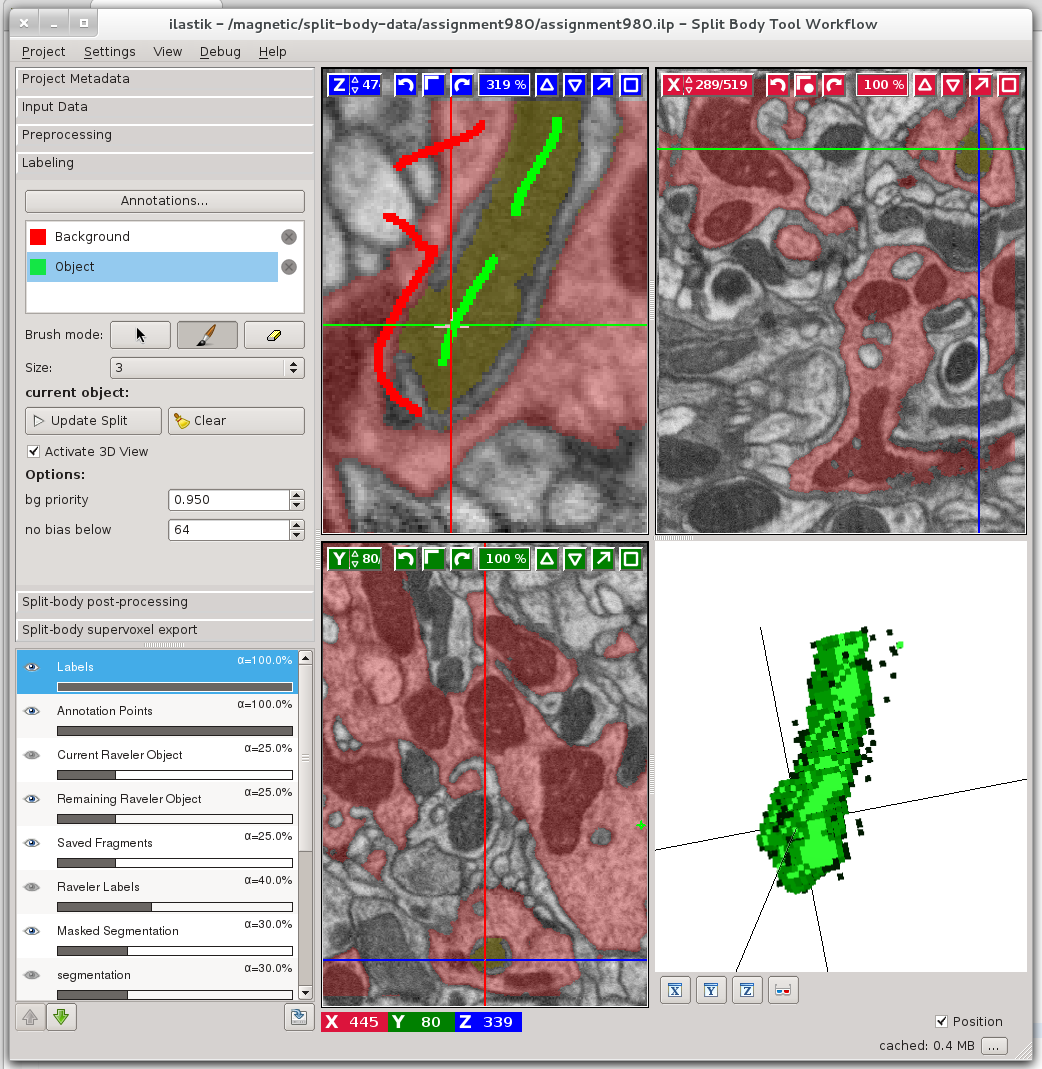 ilastik – /magnetic/split-body-data/assignment980/assignment980.ilp – Split Body Tool Workflow
Project Settings View Debug Help
Project Metadata
Input Data
Preprocessing
Labeling
Annotations...
Background
Object
Brush mode:
Size: 3
current object:
Update Split Clear
Activate 3D View
Options:
bg priority 0.950
no bias below 64
Split-body post-processing
Split-body supervoxel export
Labels α=100.0%
Annotation Points α=100.0%
Current Raveler Object α=25.0%
Remaining Raveler Object α=25.0%
Saved Fragments α=25.0%
Raveler Labels α=40.0%
Masked Segmentation α=30.0%
segmentation α=30.0%
Z 47 319 %
X 289/519 100 %
Y 80/ 100 %
X Y Z
X 445 Y 80 Z 339
Position
cached: 0.4 MB ...